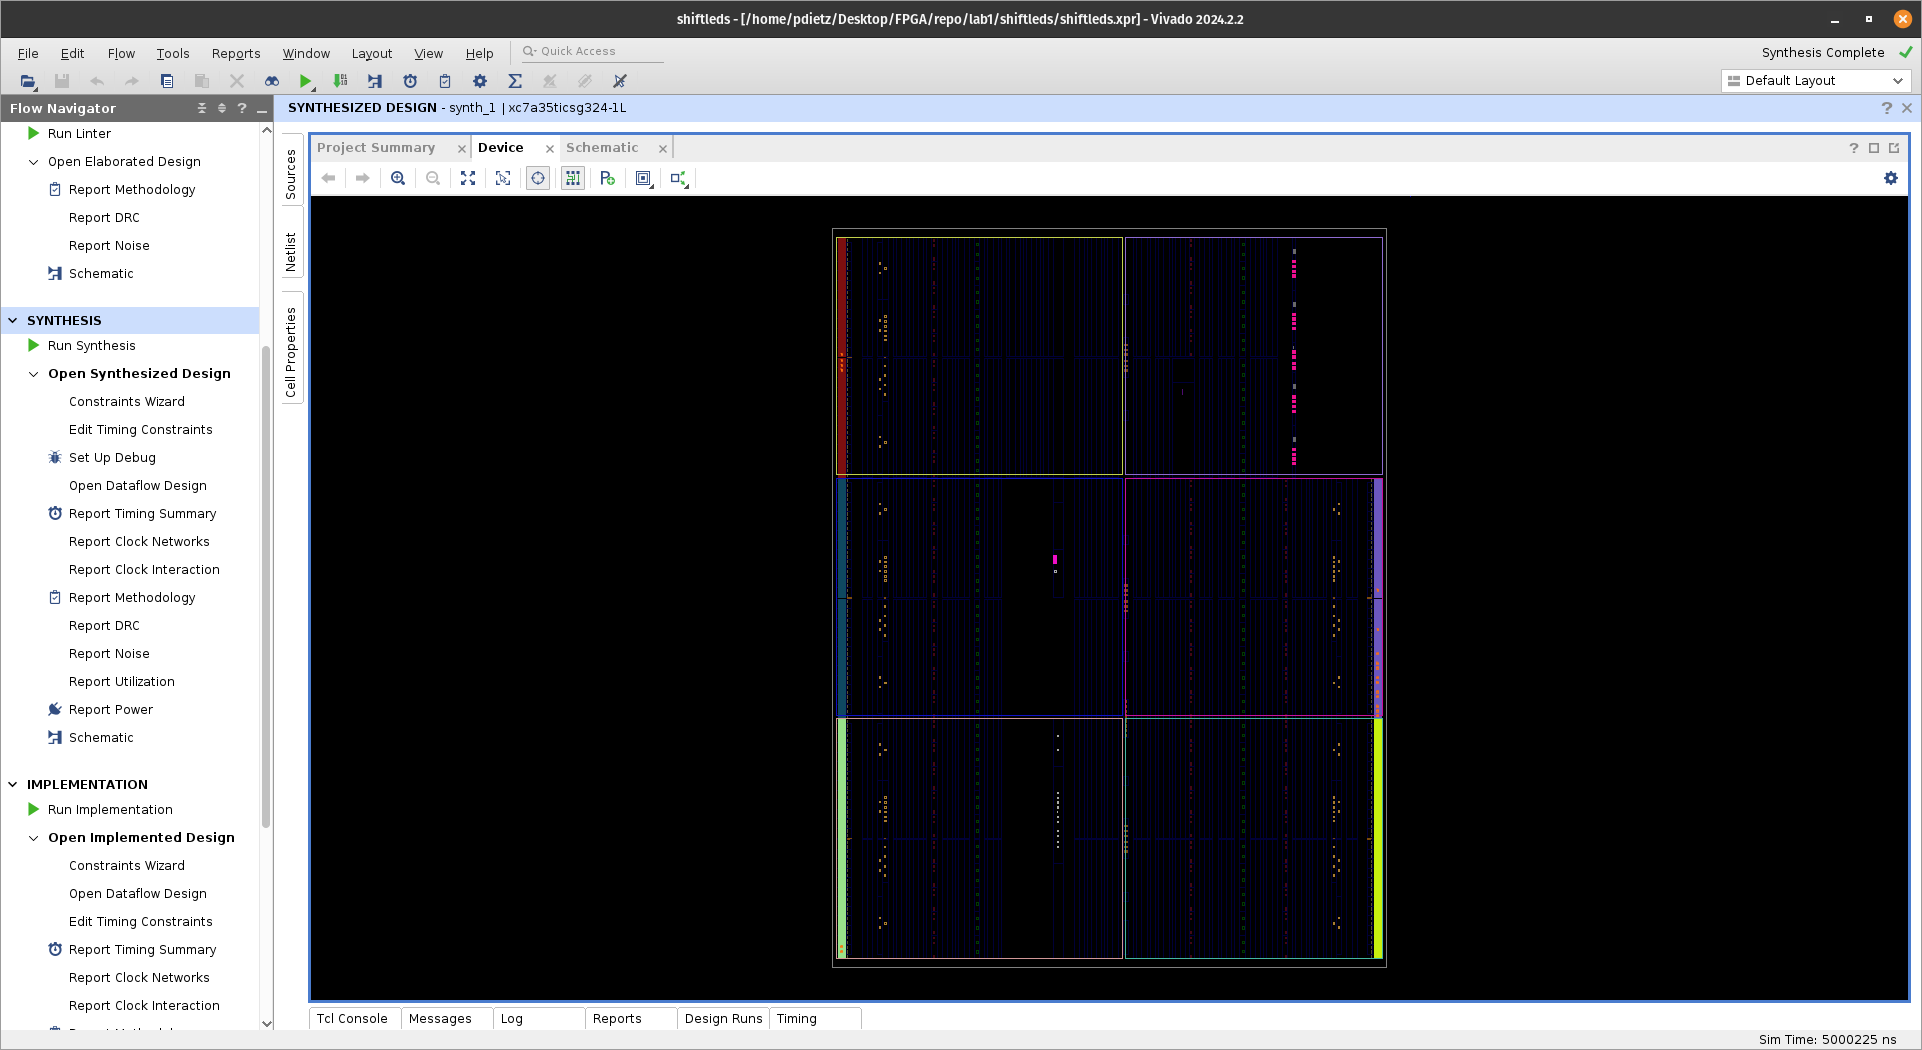 shiftleds - [/home/pdietz/Desktop/FPGA/repo/lab1/shiftleds/shiftleds.xpr] - Vivado 2024.2.2
File Edit Flow Tools Reports Window Layout View Help Quick Access
Synthesis Complete
Default Layout
Flow Navigator
SYNTHESIZED DESIGN - synth_1 | xc7a35ticsg324-1L
Run Linter
Open Elaborated Design
Report Methodology
Report DRC
Report Noise
Schematic
SYNTHESIS
Run Synthesis
Open Synthesized Design
Constraints Wizard
Edit Timing Constraints
Set Up Debug
Open Dataflow Design
Report Timing Summary
Report Clock Networks
Report Clock Interaction
Report Methodology
Report DRC
Report Noise
Report Utilization
Report Power
Schematic
IMPLEMENTATION
Run Implementation
Open Implemented Design
Constraints Wizard
Open Dataflow Design
Edit Timing Constraints
Report Timing Summary
Report Clock Networks
Report Clock Interaction
Sources
Netlist
Cell Properties
Project Summary Device Schematic
Tcl Console Messages Log Reports Design Runs Timing
Sim Time: 5000225 ns